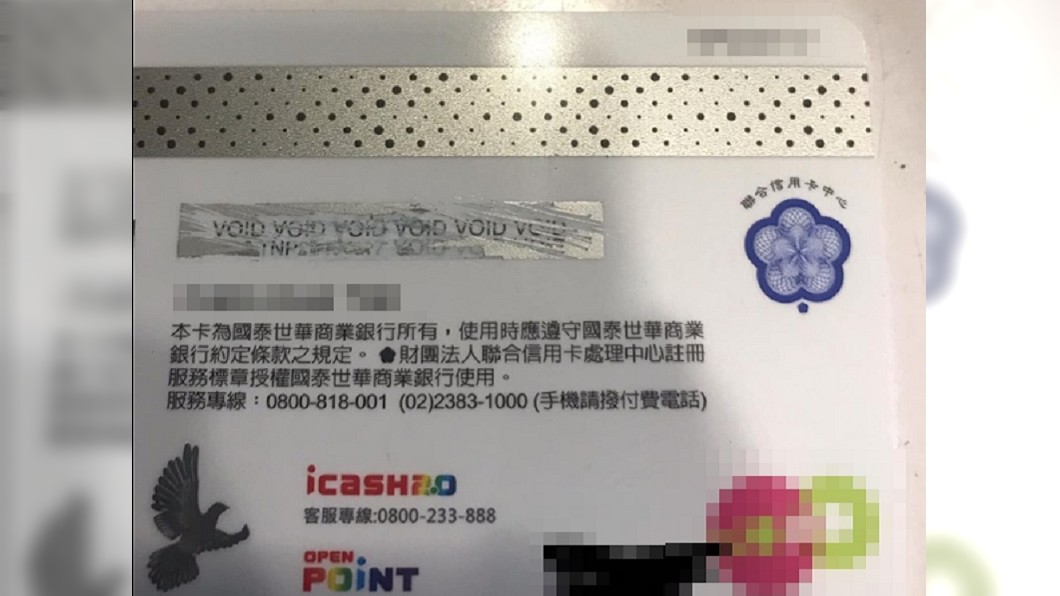 聯合信用卡中心
VOID VOID VOID VOID VOID VOID
VOID
本卡為國泰世華商業銀行所有，使用時應遵守國泰世華商業
銀行約定條款之規定。⬟財團法人聯合信用卡處理中心註冊
服務標章授權國泰世華商業銀行使用。
服務專線：0800-818-001 (02)2383-1000 (手機請撥付費電話)
icash2.0
客服專線:0800-233-888
OPEN
POiNT